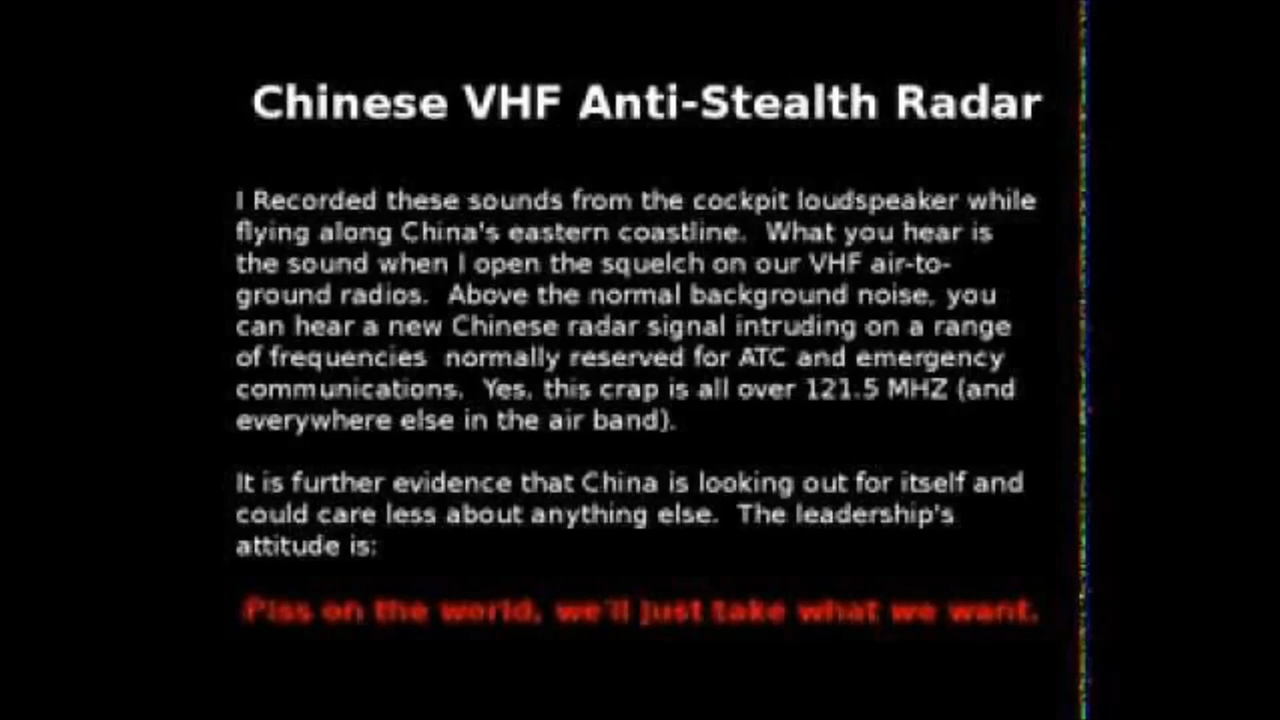 Chinese VHF Anti-Stealth Radar
I Recorded these sounds from the cockpit loudspeaker while
flying along China's eastern coastline.  What you hear is
the sound when I open the squelch on our VHF air-to-
ground radios.  Above the normal background noise, you
can hear a new Chinese radar signal intruding on a range
of frequencies  normally reserved for ATC and emergency
communications.  Yes, this crap is all over 121.5 MHZ (and
everywhere else in the air band).
It is further evidence that China is looking out for itself and
could care less about anything else.  The leadership's
attitude is:
Piss on the world, we'll just take what we want.